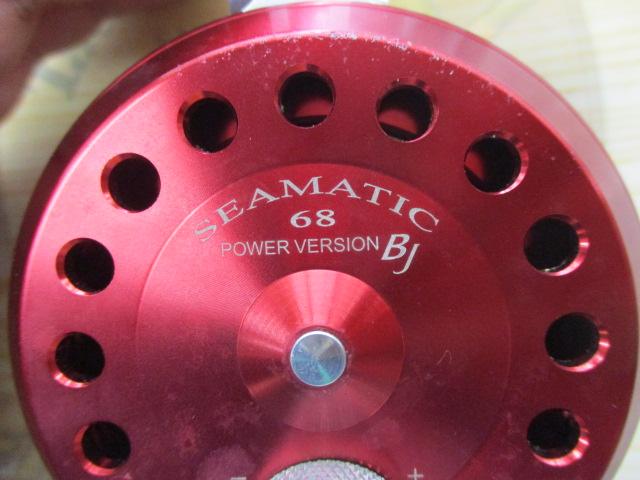 SEAMATIC
68
POWER VERSION BJ
- +